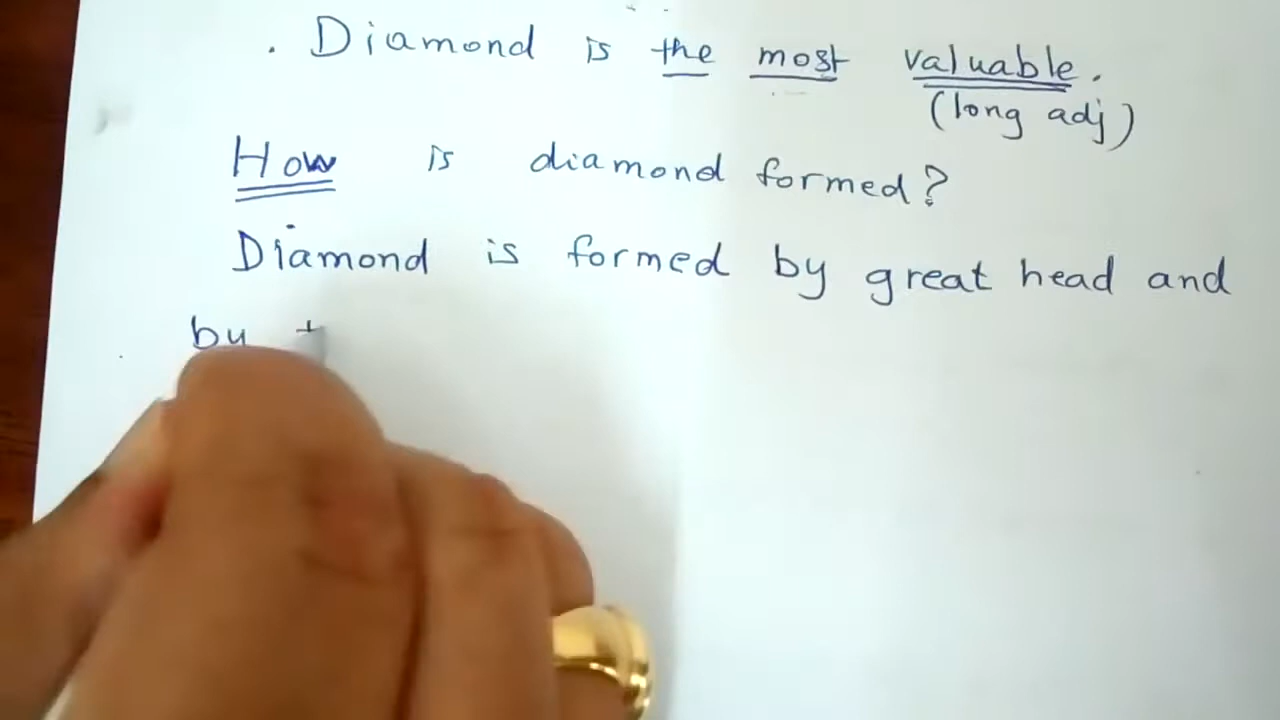 . Diamond is the most valuable.
(long adj)
How is diamond formed?
Diamond is formed by great head and
by